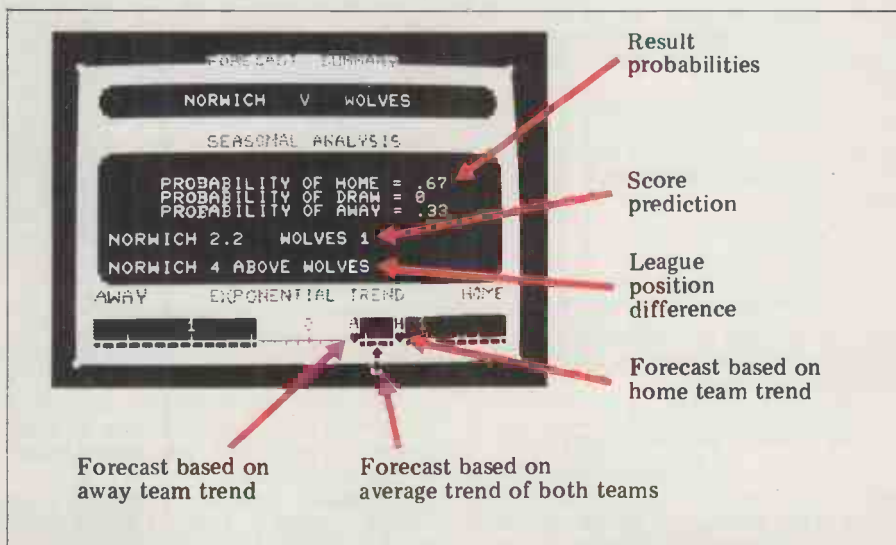 FORECAST SUMMARY
NORWICH V WOLVES
SEASONAL ANALYSIS
PROBABILITY OF HOME = .67
PROBABILITY OF DRAW = 0
PROBABILITY OF AWAY = .33
NORWICH 2.2 WOLVES 1
NORWICH 4 ABOVE WOLVES
AWAY EXPONENTIAL TREND HOME
1 0 A H 1
Result
probabilities
Score
prediction
League
position
difference
Forecast based on
home team trend
Forecast based on
away team trend
Forecast based on
average trend of both teams